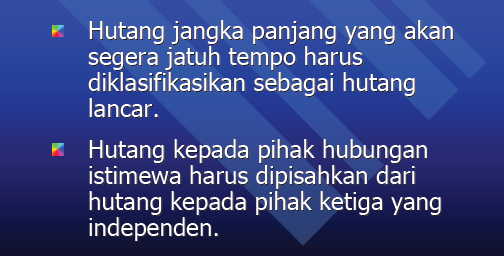 Hutang jangka panjang yang akan
segera jatuh tempo harus
diklasifikasikan sebagai hutang
lancar.
Hutang kepada pihak hubungan
istimewa harus dipisahkan dari
hutang kepada pihak ketiga yang
independen.